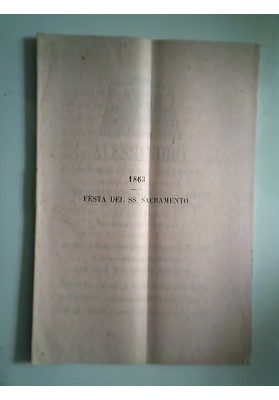 1863
FESTA DEL SS. SACRAMENTO